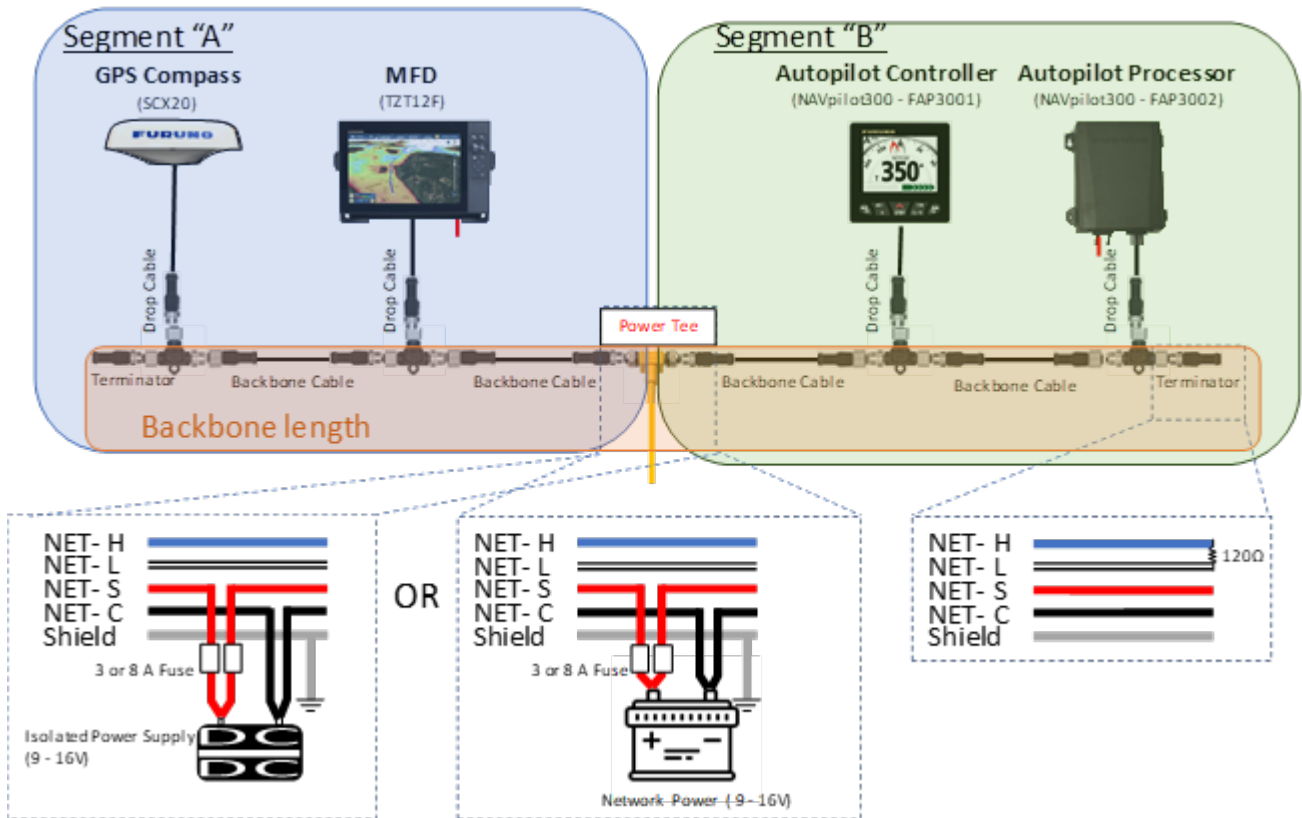 Segment “A”
GPS Compass
(SCX20)
FURUNO
MFD
(TZT12F)
Segment “B”
Autopilot Controller
(NAVpilot300 - FAP3001)
350°
Autopilot Processor
(NAVpilot300 - FAP3002)
Drop Cable
Drop Cable
Drop Cable
Drop Cable
Power Tee
Terminator
Backbone Cable
Backbone Cable
Backbone Cable
Backbone Cable
Terminator
Backbone length
NET- H
NET- L
NET- S
NET- C
Shield
3 or 8 A Fuse
Isolated Power Supply
(9 - 16V)
DC
DC
OR
NET- H
NET- L
NET- S
NET- C
Shield
3 or 8 A Fuse
Network Power ( 9 - 16V)
NET- H
NET- L
NET- S
NET- C
Shield
120Ω